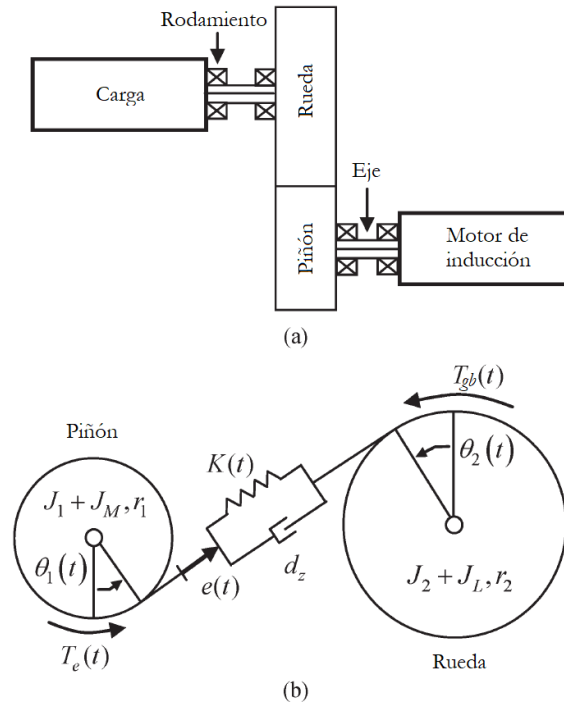 Rodamiento
Carga
Rueda
Eje
Piñón
Motor de
inducción
(a)
T_gb(t)
Piñón
K(t)
θ_2(t)
J_1 + J_M, r_1
θ_1(t)
d_z
e(t)
J_2 + J_L, r_2
T_e(t)
Rueda
(b)